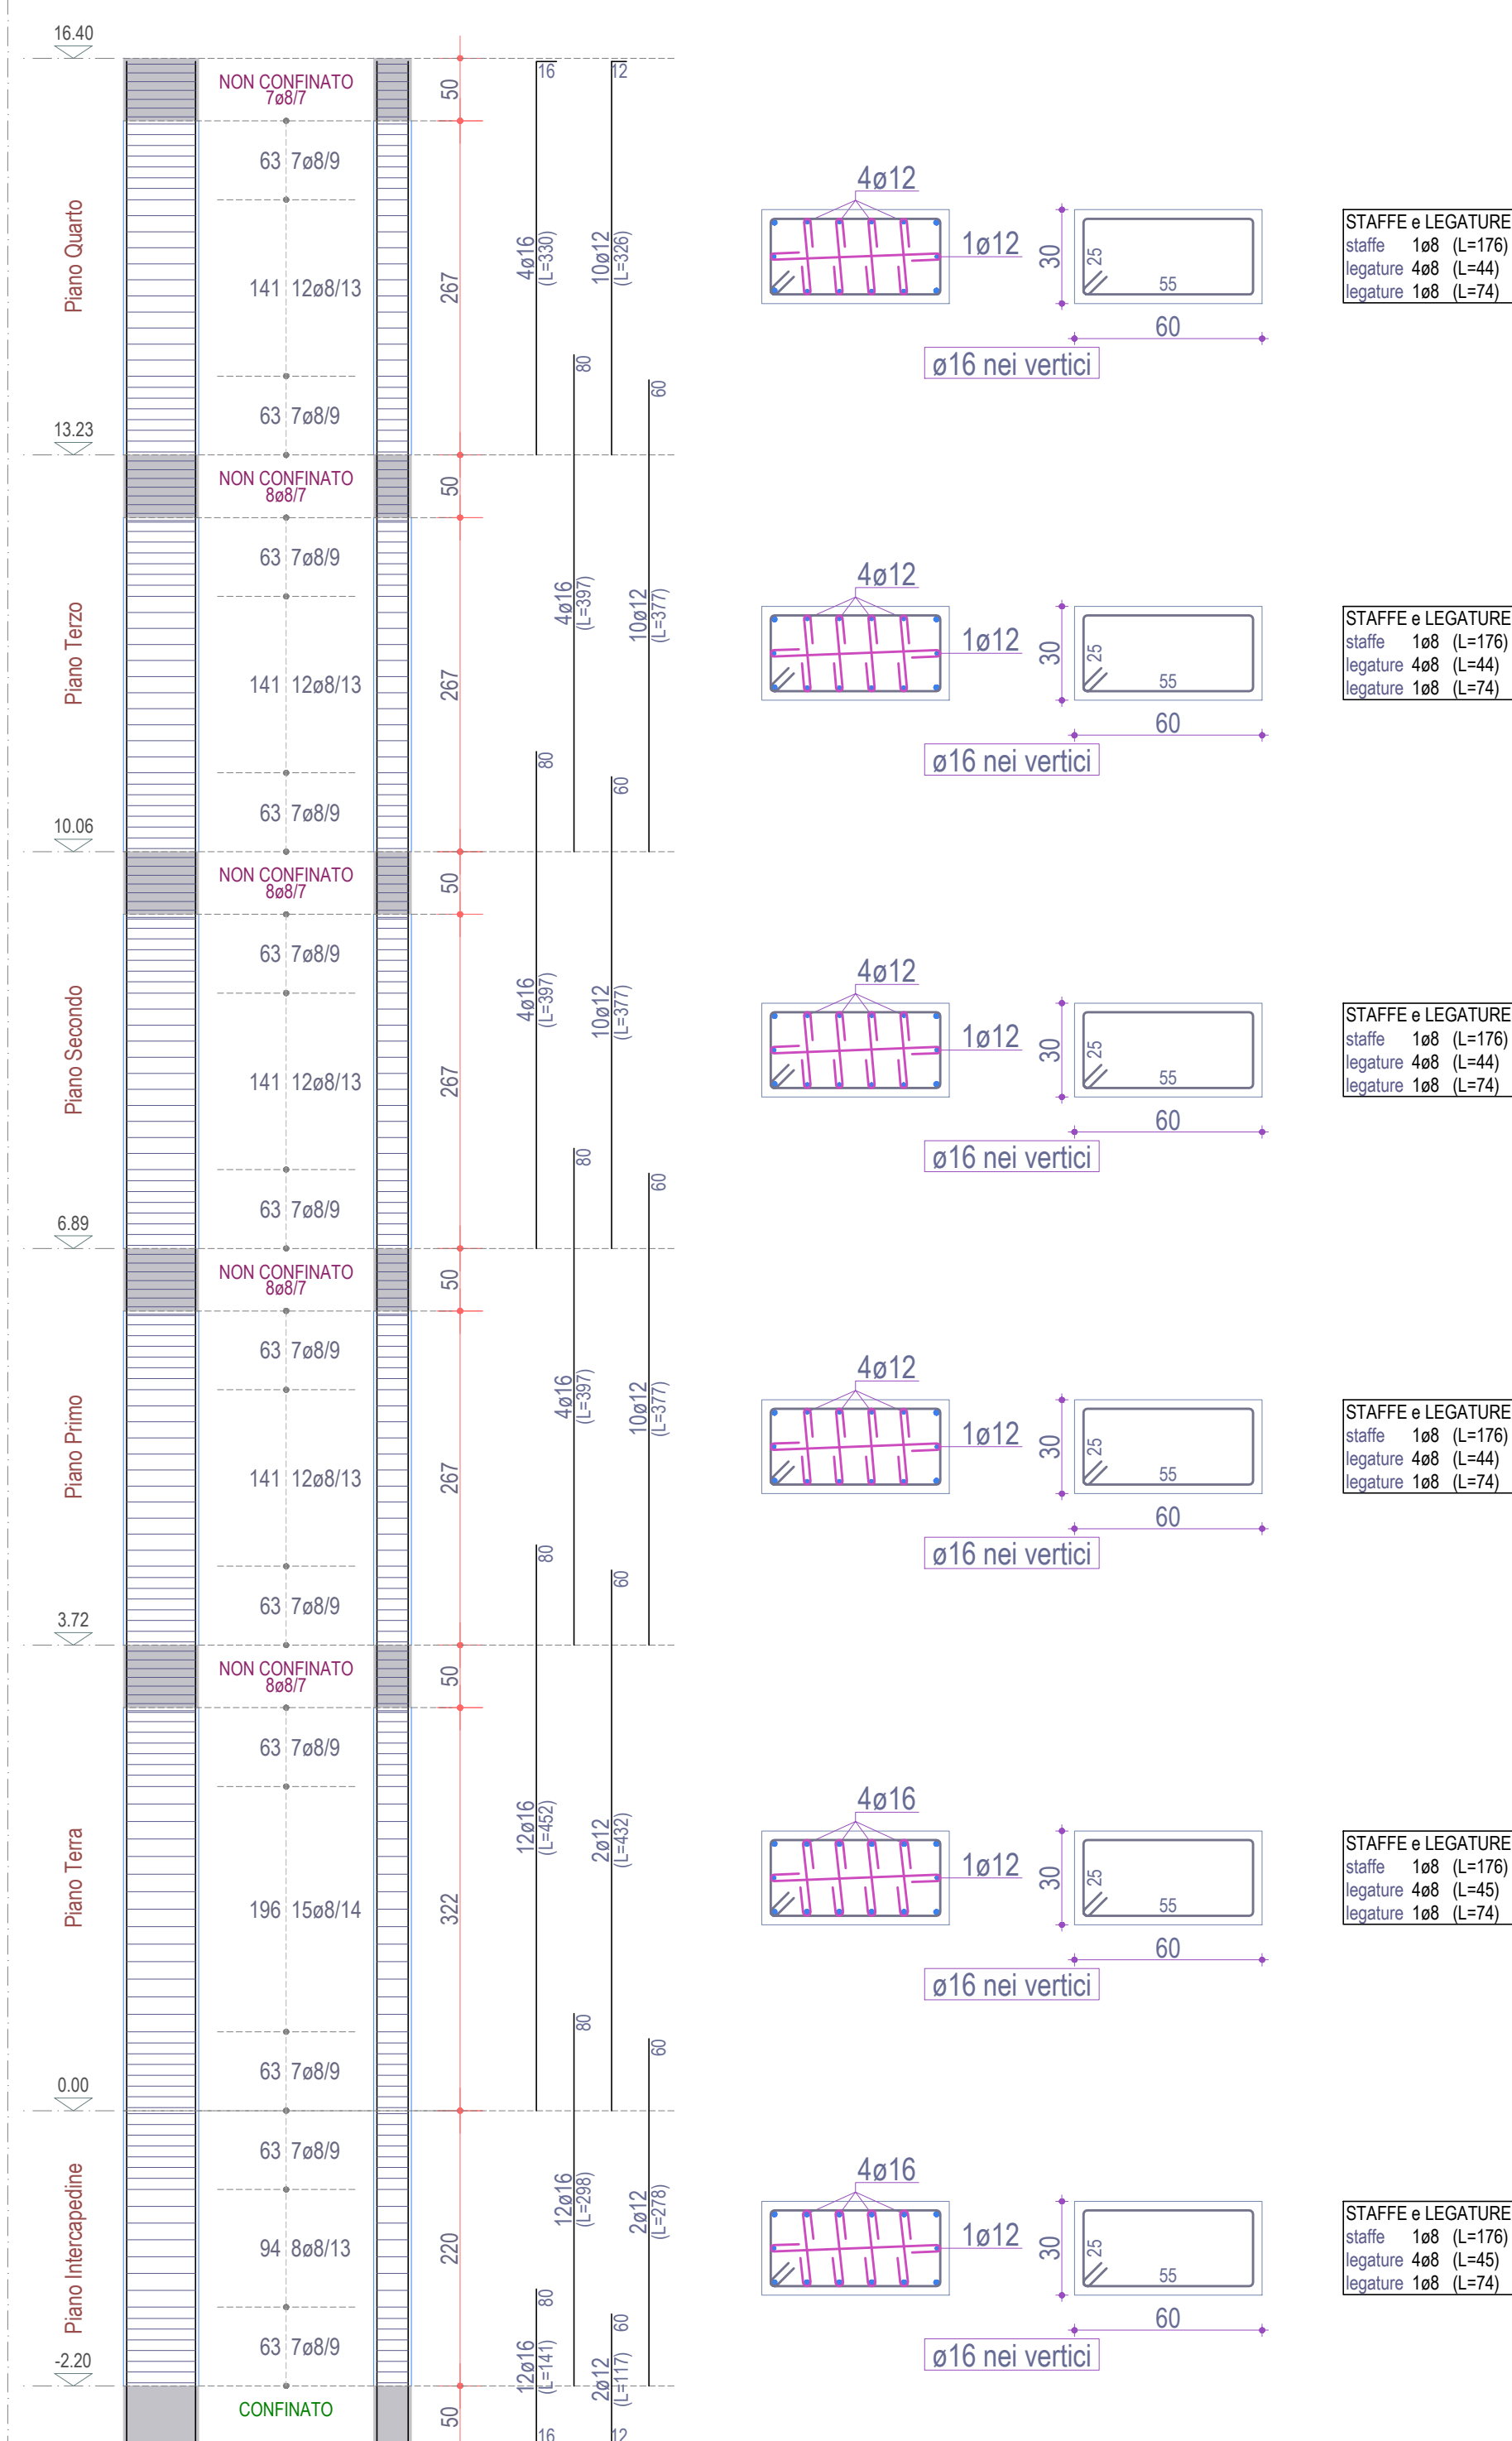 16.40
NON CONFINATO
7ø8/7
50
16
12
63 7ø8/9
Piano Quarto
141 12ø8/13
267
4ø16
(L=330)
10ø12
(L=326)
63 7ø8/9
80
60
4ø12
1ø12
30
25
55
60
ø16 nei vertici
STAFFE e LEGATURE
staffe 1ø8 (L=176)
legature 4ø8 (L=44)
legature 1ø8 (L=74)
13.23
NON CONFINATO
8ø8/7
50
63 7ø8/9
Piano Terzo
141 12ø8/13
267
4ø16
(L=397)
10ø12
(L=377)
63 7ø8/9
80
60
4ø12
1ø12
30
25
55
60
ø16 nei vertici
STAFFE e LEGATURE
staffe 1ø8 (L=176)
legature 4ø8 (L=44)
legature 1ø8 (L=74)
10.06
NON CONFINATO
8ø8/7
50
63 7ø8/9
Piano Secondo
141 12ø8/13
267
4ø16
(L=397)
10ø12
(L=377)
63 7ø8/9
80
60
4ø12
1ø12
30
25
55
60
ø16 nei vertici
STAFFE e LEGATURE
staffe 1ø8 (L=176)
legature 4ø8 (L=44)
legature 1ø8 (L=74)
6.89
NON CONFINATO
8ø8/7
50
63 7ø8/9
Piano Primo
141 12ø8/13
267
4ø16
(L=397)
10ø12
(L=377)
63 7ø8/9
80
60
4ø12
1ø12
30
25
55
60
ø16 nei vertici
STAFFE e LEGATURE
staffe 1ø8 (L=176)
legature 4ø8 (L=44)
legature 1ø8 (L=74)
3.72
NON CONFINATO
8ø8/7
50
63 7ø8/9
Piano Terra
196 15ø8/14
322
12ø16
(L=452)
2ø12
(L=432)
63 7ø8/9
80
60
4ø16
1ø12
30
25
55
60
ø16 nei vertici
STAFFE e LEGATURE
staffe 1ø8 (L=176)
legature 4ø8 (L=45)
legature 1ø8 (L=74)
0.00
63 7ø8/9
Piano Intercapedine
94 8ø8/13
220
12ø16
(L=298)
2ø12
(L=278)
63 7ø8/9
80
60
12ø16
(L=141)
2ø12
(L=117)
4ø16
1ø12
30
25
55
60
ø16 nei vertici
STAFFE e LEGATURE
staffe 1ø8 (L=176)
legature 4ø8 (L=45)
legature 1ø8 (L=74)
-2.20
CONFINATO
50
16
12